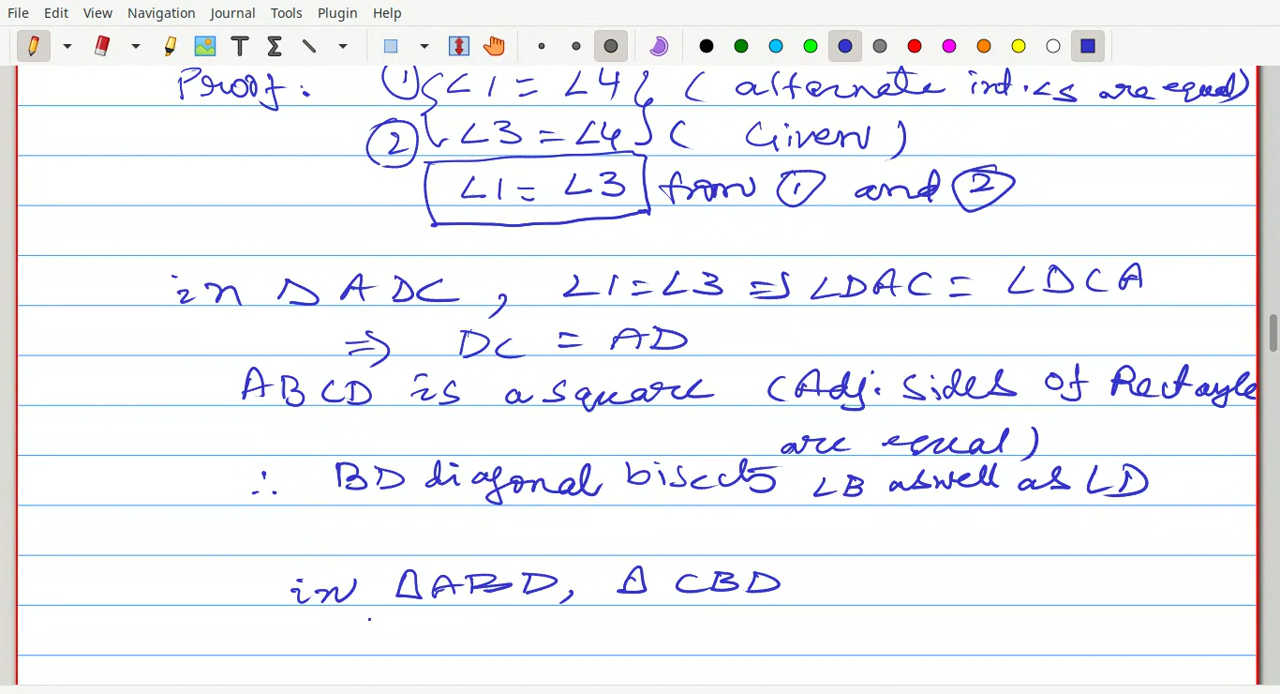 File Edit View Navigation Journal Tools Plugin Help
Proof: ① ∠1 = ∠4 ( alternate int. ∠s are equal)
② ∠3 = ∠4 ( Given )
∠1 = ∠3 from ① and ②
in △ ADC, ∠1 = ∠3 ⇒ ∠DAC = ∠DCA
⇒ DC = AD
ABCD is a square (Adj. sides of Rectagle
are equal)
∴ BD diagonal bisects ∠B aswell as ∠D
in △ABD, △ CBD